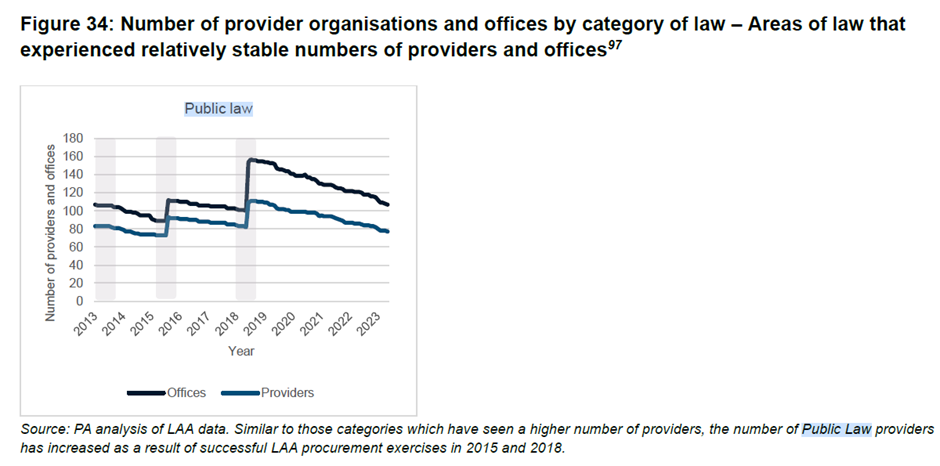 Figure 34: Number of provider organisations and offices by category of law – Areas of law that
experienced relatively stable numbers of providers and offices97
Public law
Number of providers and offices
180
160
140
120
100
80
60
40
20
0
2013
2014
2015
2016
2017
2018
2019
2020
2021
2022
2023
Year
Offices
Providers
Source: PA analysis of LAA data. Similar to those categories which have seen a higher number of providers, the number of Public Law providers
has increased as a result of successful LAA procurement exercises in 2015 and 2018.